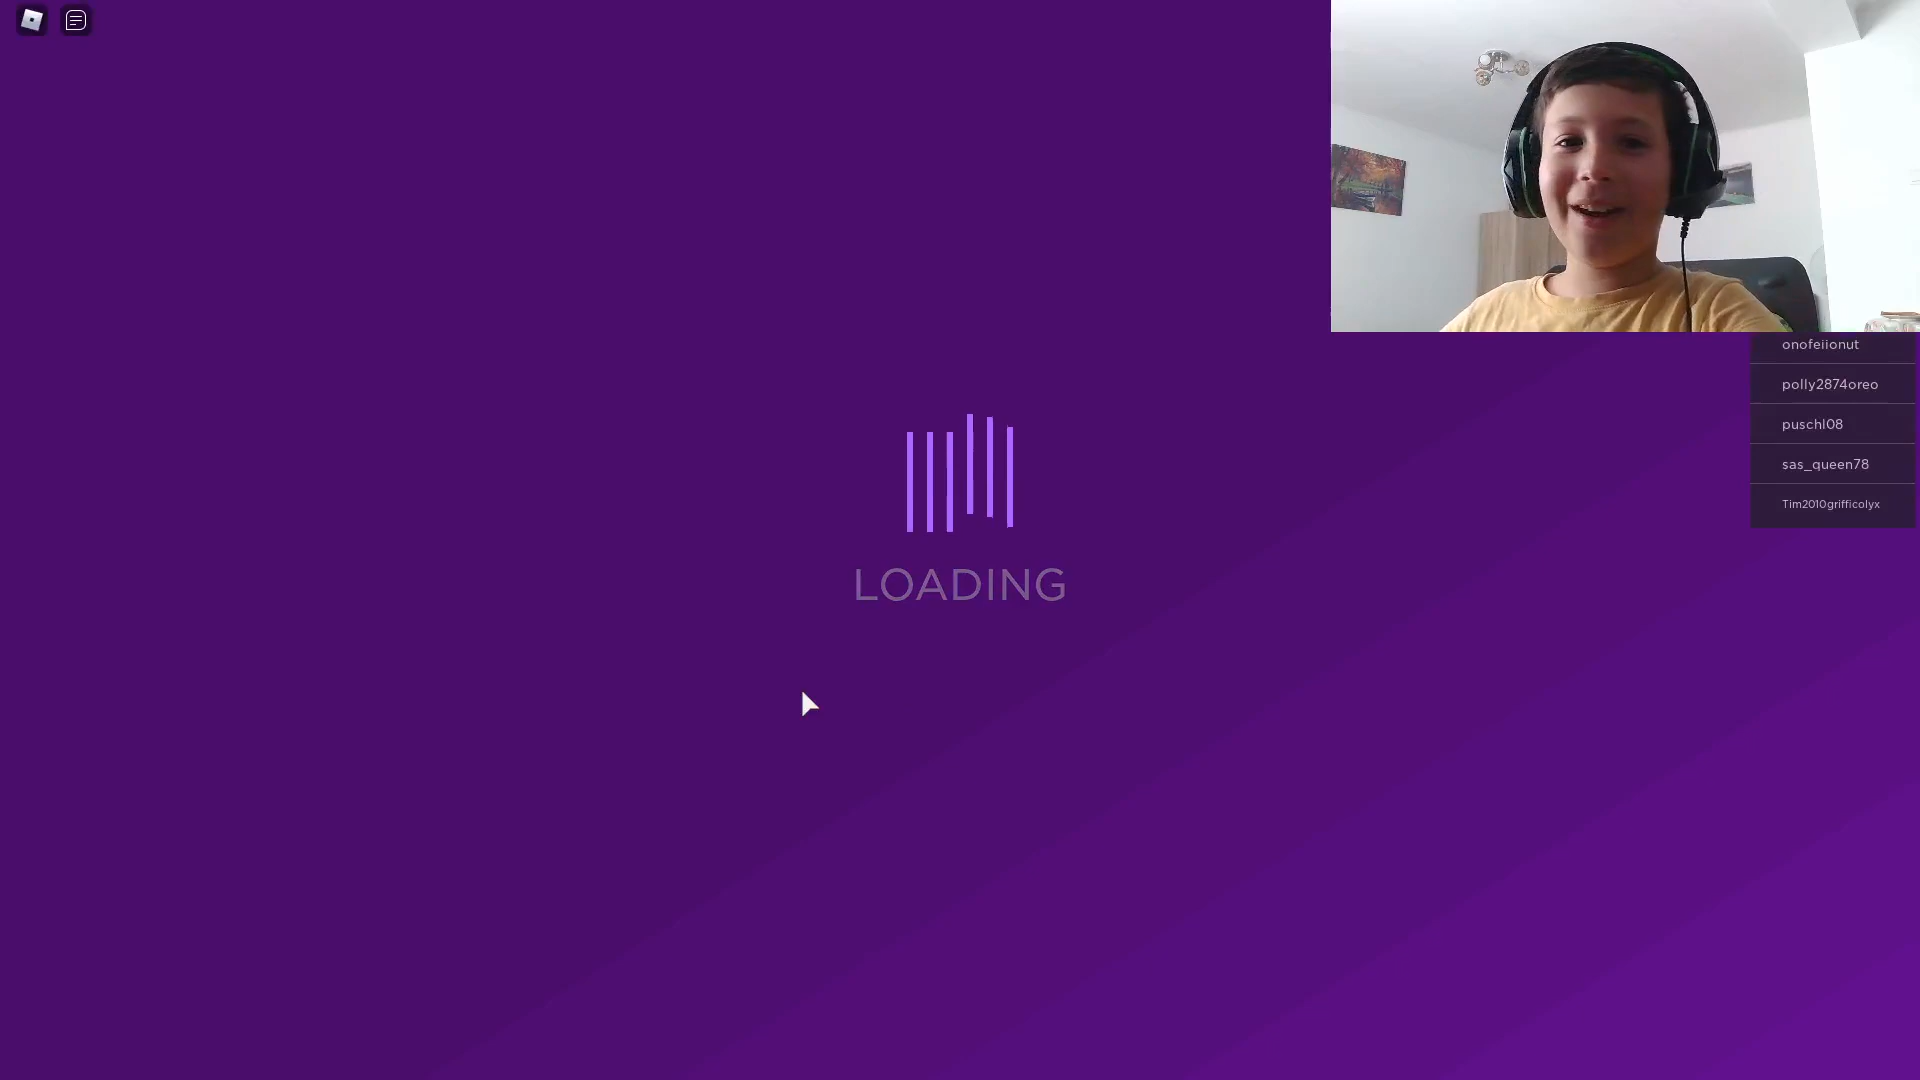 onofeiionut
polly2874oreo
puschl08
sas_queen78
Tim2010grifficolyx
LOADING